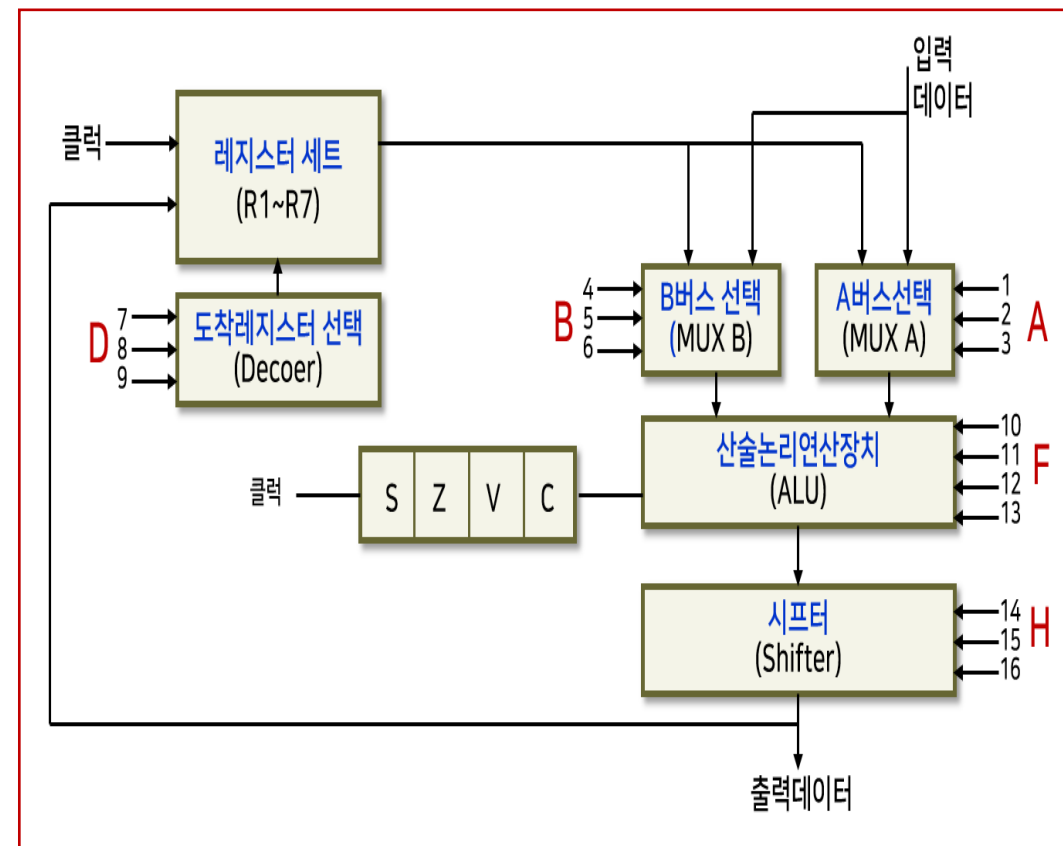 입력
데이터
클럭
레지스터 세트
(R1~R7)
B
4
5
6
B버스 선택
(MUX B)
A버스선택
(MUX A)
1
2
3
A
D
7
8
9
도착레지스터 선택
(Decoer)
클럭
S Z V C
산술논리연산장치
(ALU)
10
11
12
13
F
시프터
(Shifter)
14
15
16
H
출력데이터